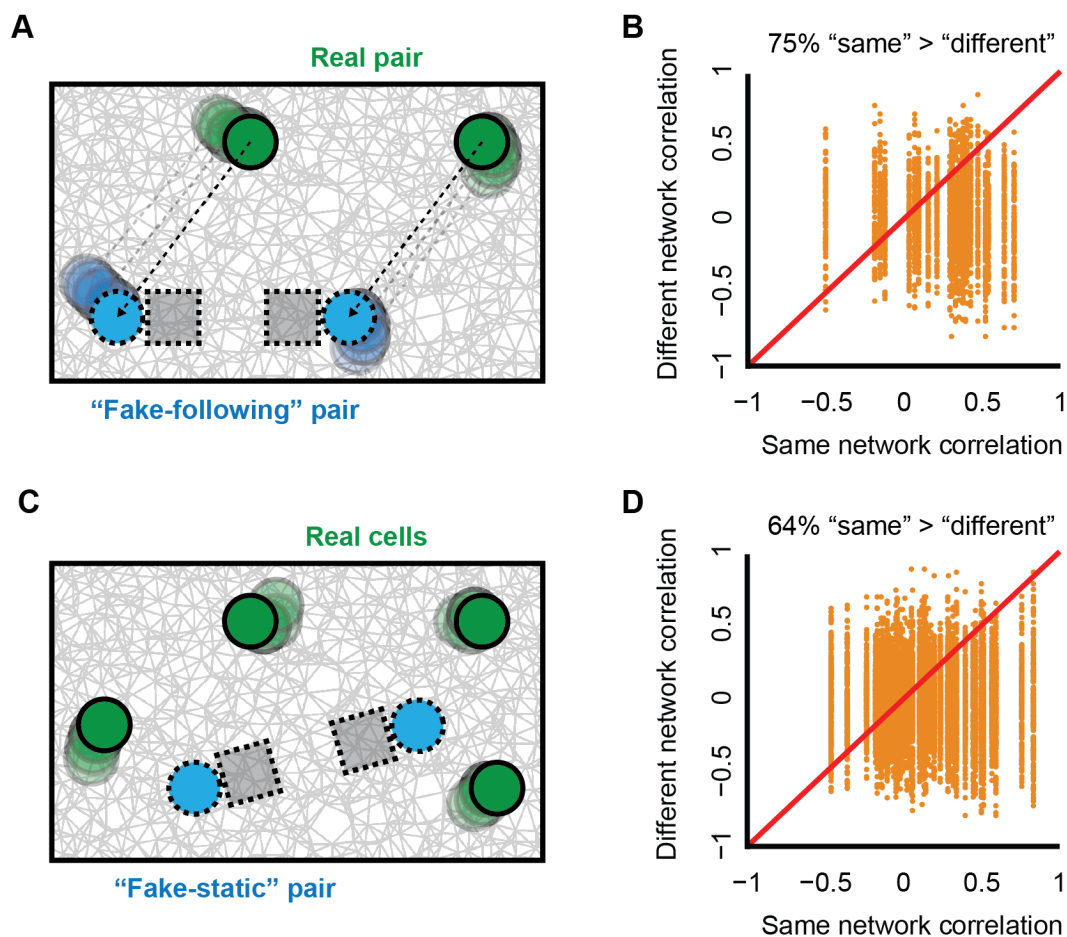 A
Real pair
“Fake-following” pair
B
75% “same” > “different”
Different network correlation
1
0.5
0
−0.5
−1
−1 −0.5 0 0.5 1
Same network correlation
C
Real cells
“Fake-static” pair
D
64% “same” > “different”
Different network correlation
1
0.5
0
−0.5
−1
−1 −0.5 0 0.5 1
Same network correlation